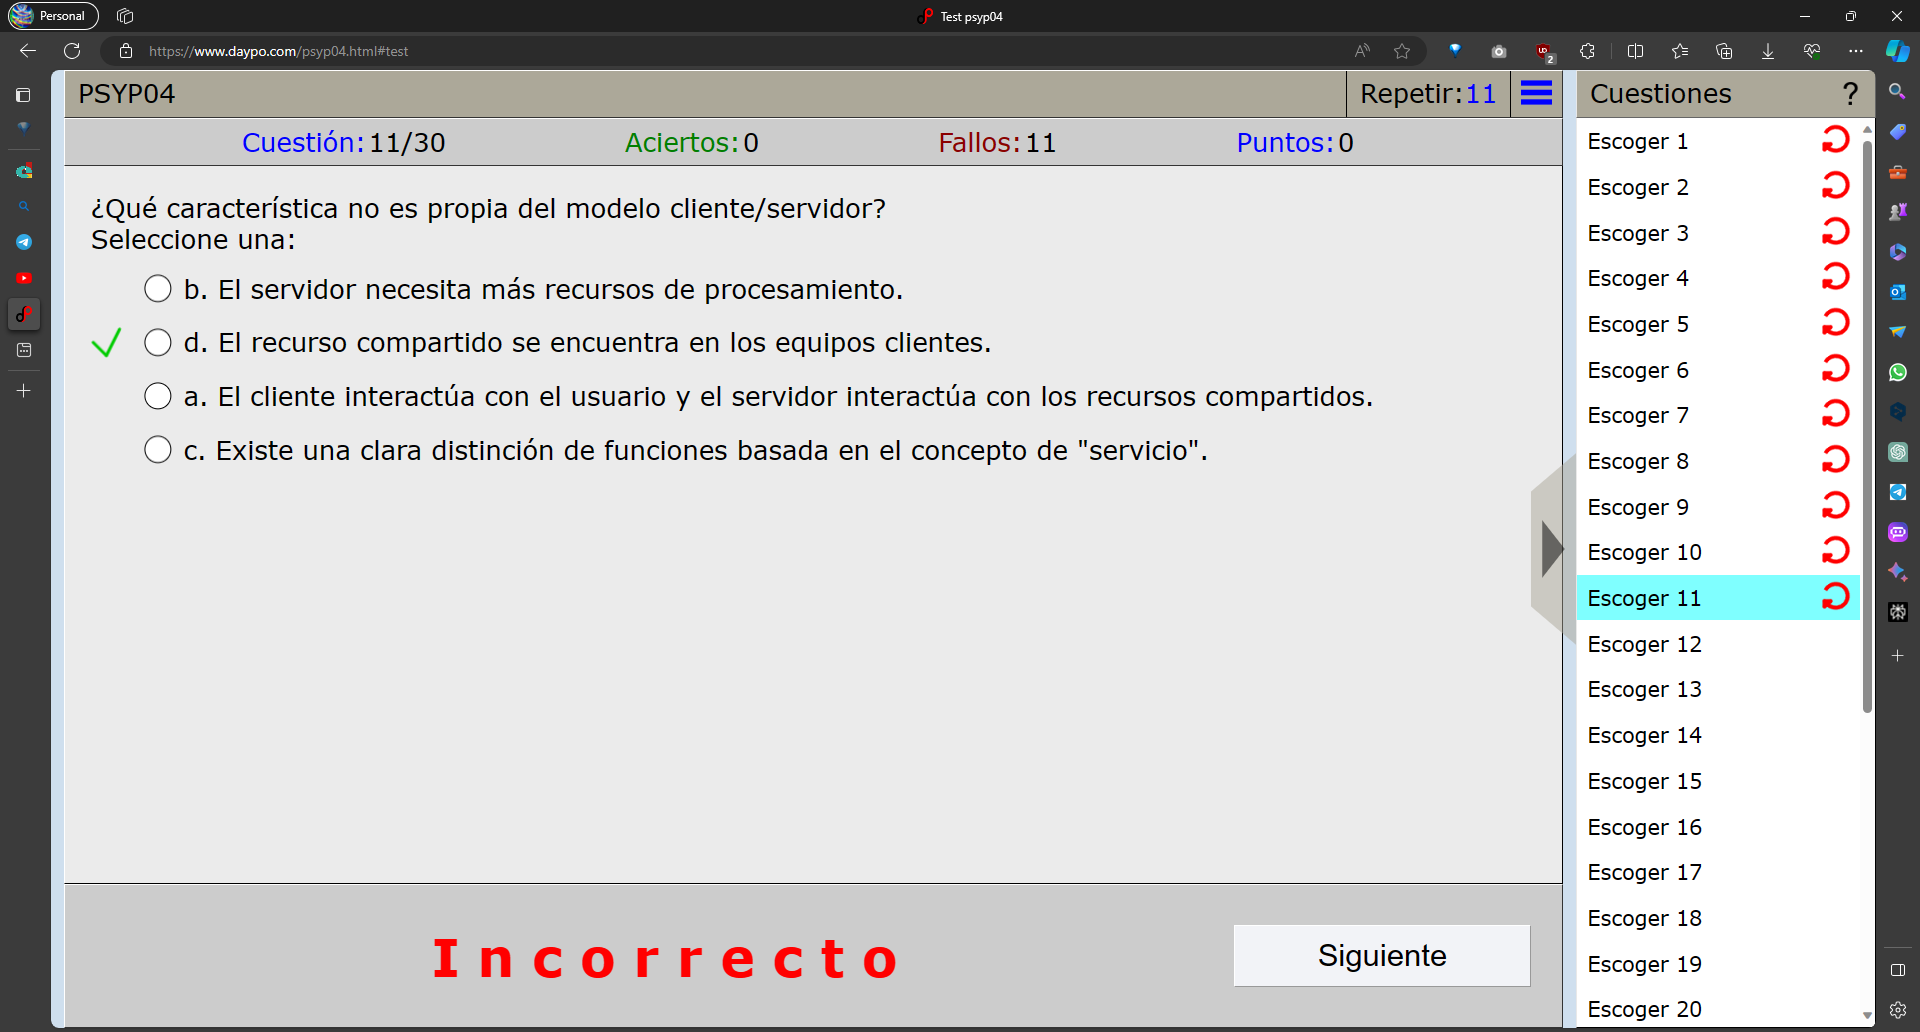 Personal
Test psyp04
https://www.daypo.com/psyp04.html#test
2
PSYP04
Repetir:11
Cuestiones
?
Cuestión:11/30
Aciertos:0
Fallos:11
Puntos:0
¿Qué característica no es propia del modelo cliente/servidor?
Seleccione una:
b. El servidor necesita más recursos de procesamiento.
d. El recurso compartido se encuentra en los equipos clientes.
a. El cliente interactúa con el usuario y el servidor interactúa con los recursos compartidos.
c. Existe una clara distinción de funciones basada en el concepto de "servicio".
Incorrecto
Siguiente
Escoger 1
Escoger 2
Escoger 3
Escoger 4
Escoger 5
Escoger 6
Escoger 7
Escoger 8
Escoger 9
Escoger 10
Escoger 11
Escoger 12
Escoger 13
Escoger 14
Escoger 15
Escoger 16
Escoger 17
Escoger 18
Escoger 19
Escoger 20